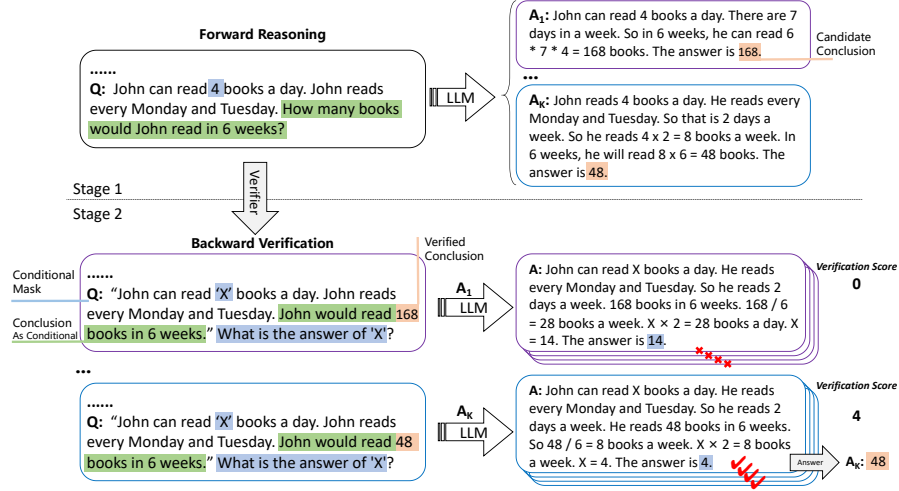 Forward Reasoning
......
Q: John can read 4 books a day. John reads
every Monday and Tuesday. How many books
would John read in 6 weeks?
LLM
A1: John can read 4 books a day. There are 7
days in a week. So in 6 weeks, he can read 6
* 7 * 4 = 168 books. The answer is 168.
Candidate
Conclusion
...
AK: John reads 4 books a day. He reads every
Monday and Tuesday. So that is 2 days a
week. So he reads 4 x 2 = 8 books a week. In
6 weeks, he will read 8 x 6 = 48 books. The
answer is 48.
Stage 1
Verifier
Stage 2
Backward Verification
Verified
Conclusion
Conditional
Mask
Conclusion
As Conditional
......
Q: “John can read ‘X’ books a day. John reads
every Monday and Tuesday. John would read 168
books in 6 weeks.” What is the answer of 'X'?
A1
LLM
A: John can read X books a day. He reads
every Monday and Tuesday. So he reads 2
days a week. 168 books in 6 weeks. 168 / 6
= 28 books a week. X × 2 = 28 books a day. X
= 14. The answer is 14.
Verification Score
0
...
......
Q: “John can read ‘X’ books a day. John reads
every Monday and Tuesday. John would read 48
books in 6 weeks.” What is the answer of 'X'?
AK
LLM
A: John can read X books a day. He reads
every Monday and Tuesday. So he reads 2
days a week. He reads 48 books in 6 weeks.
So 48 / 6 = 8 books a week. X × 2 = 8 books
a week. X = 4. The answer is 4.
Verification Score
4
Answer
AK: 48